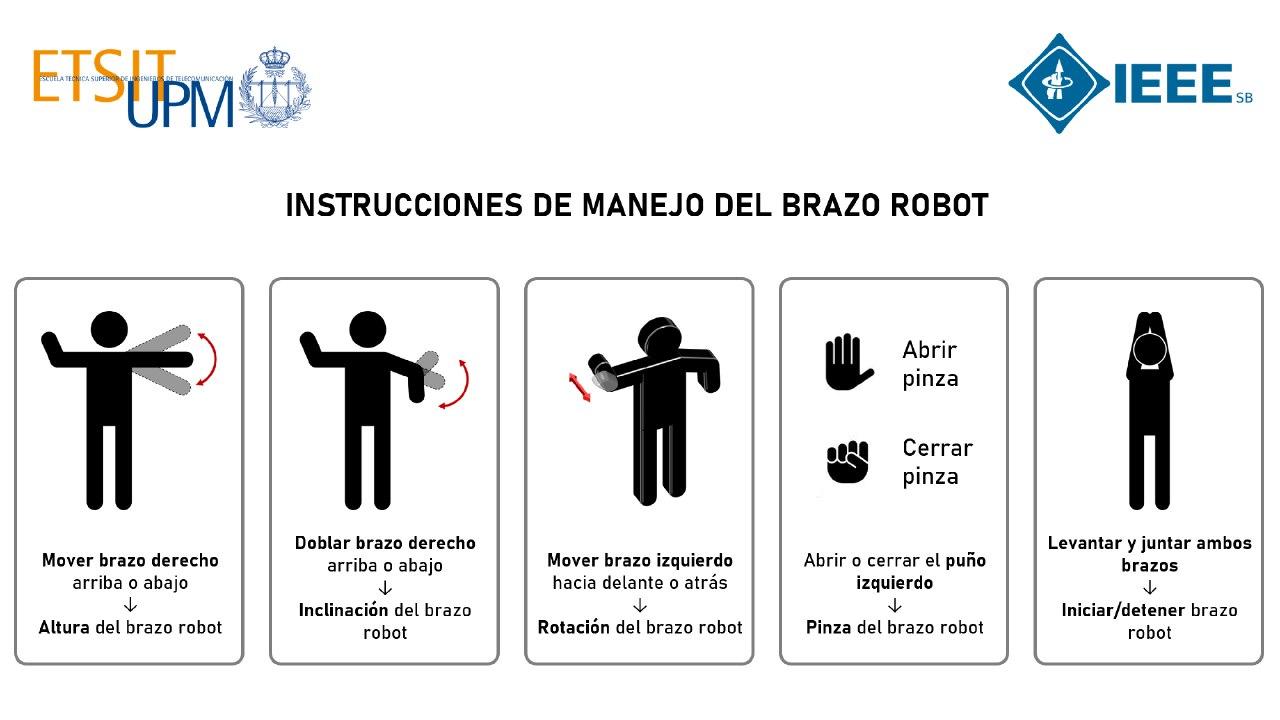 ETSIT
ESCUELA TÉCNICA SUPERIOR DE INGENIEROS DE TELECOMUNICACIÓN
UPM
IEEE SB
INSTRUCCIONES DE MANEJO DEL BRAZO ROBOT
Mover brazo derecho
arriba o abajo
↓
Altura del brazo robot
Doblar brazo derecho
arriba o abajo
↓
Inclinación del brazo
robot
Mover brazo izquierdo
hacia delante o atrás
↓
Rotación del brazo robot
Abrir
pinza
Cerrar
pinza
Abrir o cerrar el puño
izquierdo
↓
Pinza del brazo robot
Levantar y juntar ambos
brazos
↓
Iniciar/detener brazo
robot